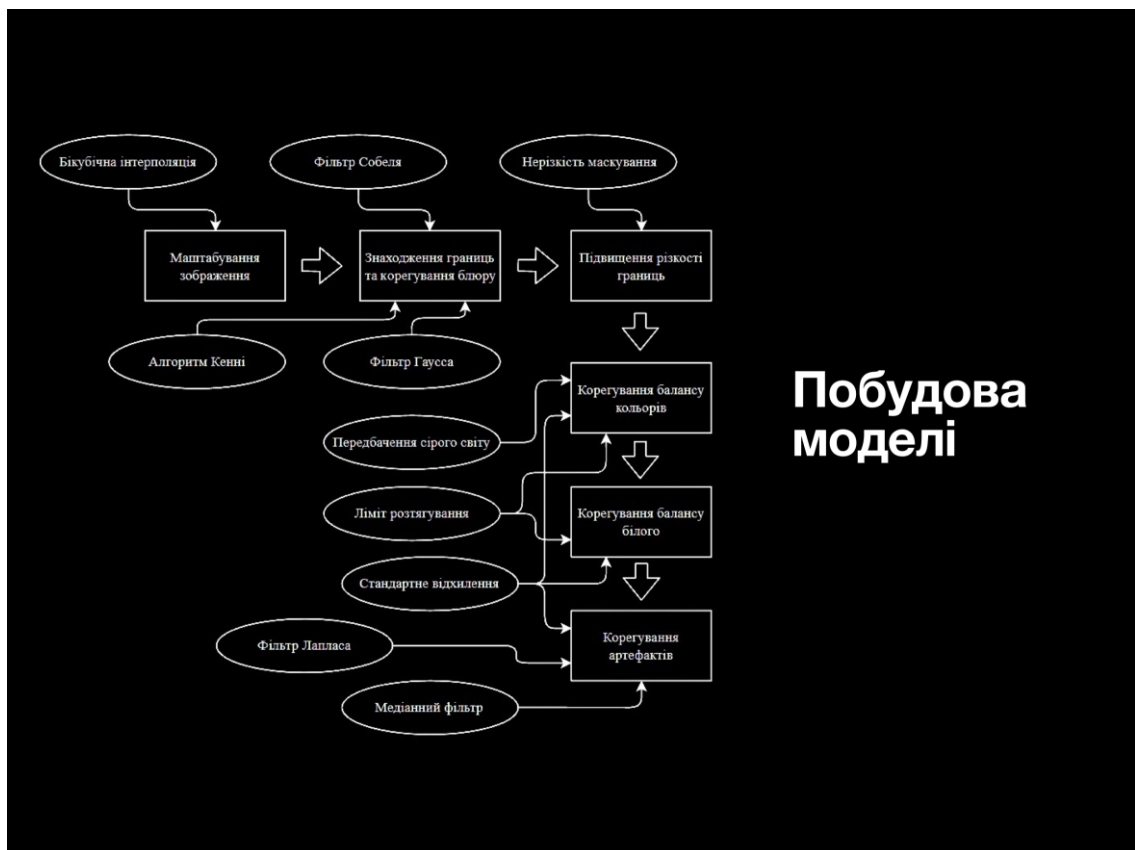 Бікубічна інтерполяція
Фільтр Собеля
Нерізкість маскування
Маштабування
зображення
Знаходження границь
та корегування блюру
Підвищення різкості
границь
Алгоритм Кенні
Фільтр Гаусса
Корегування балансу
кольорів
Передбачення сірого світу
Ліміт розтягування
Корегування балансу
білого
Стандартне відхилення
Фільтр Лапласа
Корегування
артефактів
Медіанний фільтр
Побудова
моделі